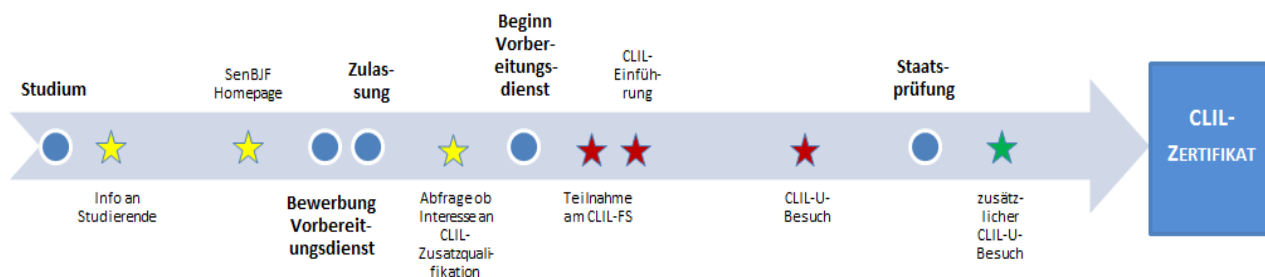 Studium
SenBJF
Homepage
Zulas-
sung
Beginn
Vorber-
eitungs-
dienst
CLIL-
Einfüh-
rung
Staats-
prüfung
CLIL-
ZERTIFIKAT
Info an
Studierende
Bewerbung
Vorbereit-
ungsdienst
Abfrage ob
Interesse an
CLIL-
Zusatzquali-
fikation
Teilnahme
am CLIL-FS
CLIL-U-
Besuch
zusätz-
licher
CLIL-U-
Besuch